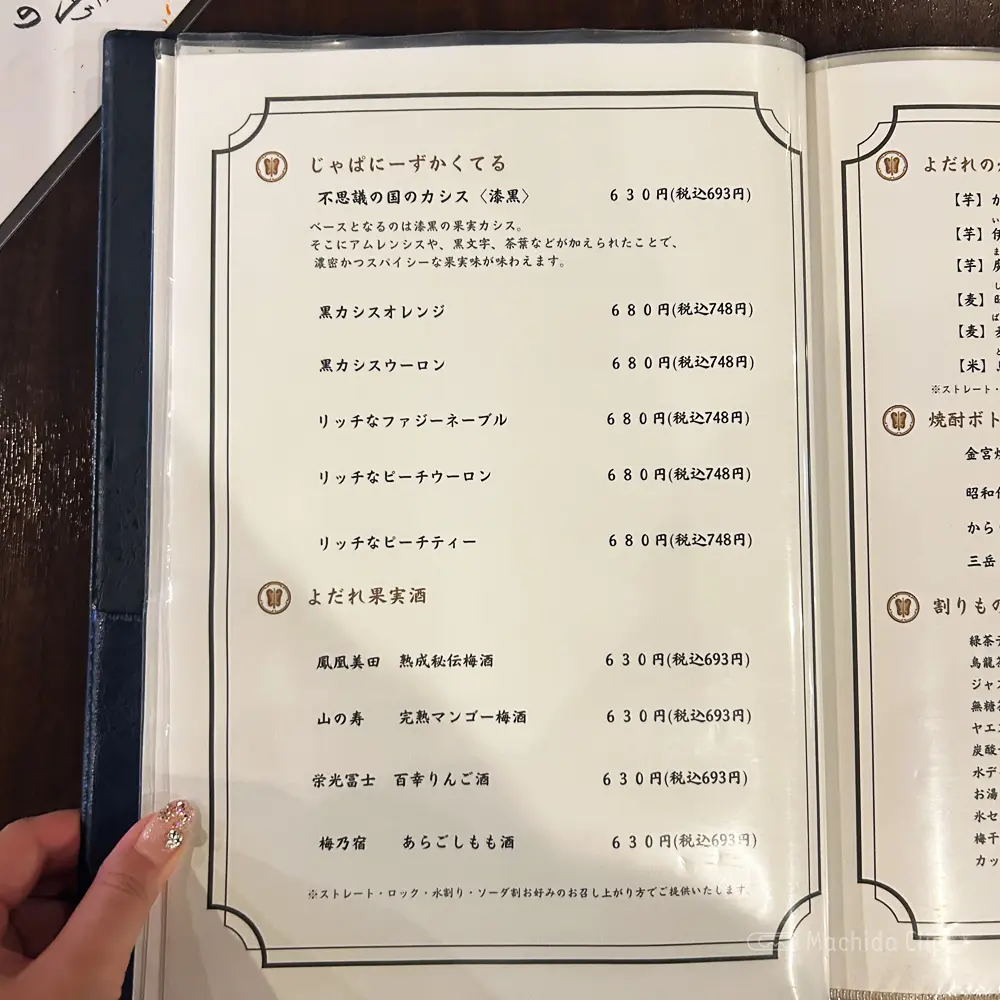 じゃぱにーずかくてる
不思議の国のカシス〈漆黒〉 630円(税込693円)
ベースとなるのは漆黒の果実カシス。
そこにアムレンシスや、黒文字、茶葉などが加えられたことで、
濃密かつスパイシーな果実味が味わえます。
黒カシスオレンジ 680円(税込748円)
黒カシスウーロン 680円(税込748円)
リッチなファジーネーブル 680円(税込748円)
リッチなピーチウーロン 680円(税込748円)
リッチなピーチティー 680円(税込748円)
よだれ果実酒
鳳凰美田 熟成秘伝梅酒 630円(税込693円)
山の寿 完熟マンゴー梅酒 630円(税込693円)
栄光冨士 百幸りんご酒 630円(税込693円)
梅乃宿 あらごしもも酒 630円(税込693円)
※ストレート・ロック・水割り・ソーダ割お好みのお召し上がり方でご提供いたします。
よだれの
【芋】
【芋】
【芋】
【麦】
【麦】
【米】
※ストレート・
焼酎ボト
金宮
昭和
から
三岳
割りもの
緑茶
烏龍茶
ジャス
無糖
ヤエ
炭酸
水デ
お湯
氷セ
梅干
カッ
Machida Clip